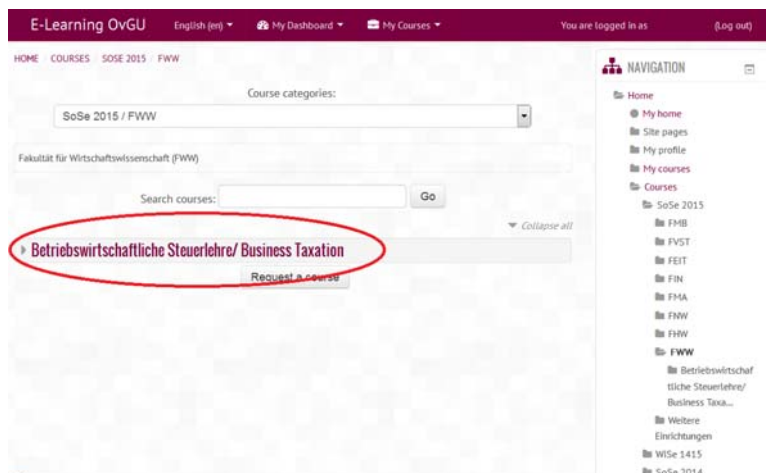 E-Learning OvGU English (en) My Dashboard My Courses You are logged in as (Log out)
HOME / COURSES / SOSE 2015 / FWW
Course categories:
SoSe 2015 / FWW
Fakultät für Wirtschaftswissenschaft (FWW)
Search courses: Go
Collapse all
Betriebswirtschaftliche Steuerlehre/ Business Taxation
Request a course
NAVIGATION
Home
My home
Site pages
My profile
My courses
Courses
SoSe 2015
FMB
FVST
FEIT
FIN
FMA
FNW
FHW
FWW
Betriebswirtschaf
tliche Steuerlehre/
Business Taxa...
Weitere
Einrichtungen
WiSe 1415
SoSe 2014